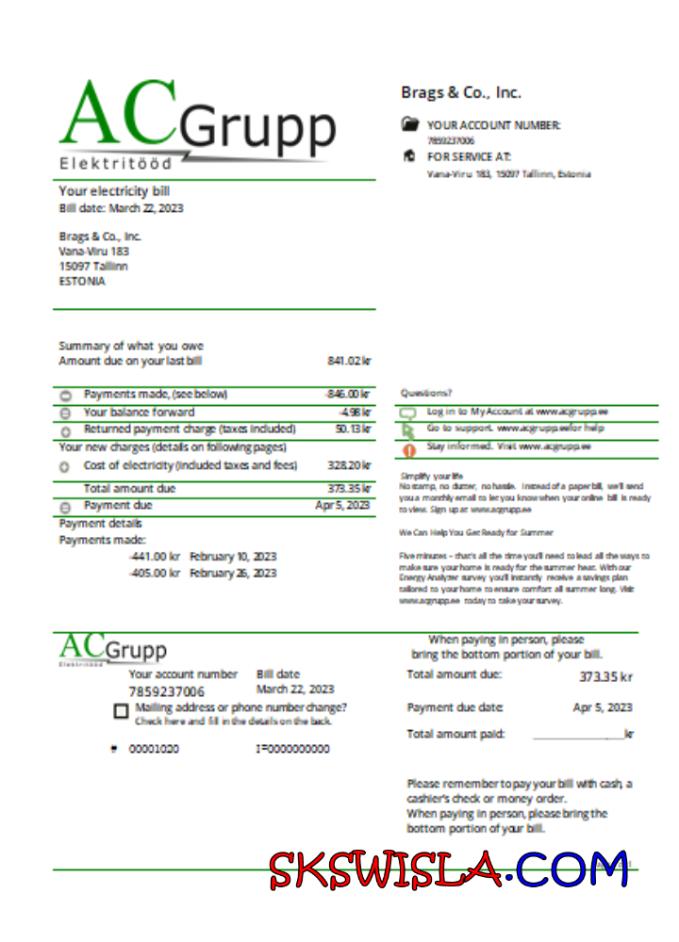 AC Grupp
Elektritööd
Your electricity bill
Bill date: March 22, 2023
Brags & Co., Inc.
Vana-Viru 183
15097 Tallinn
ESTONIA
Brags & Co., Inc.
YOUR ACCOUNT NUMBER:
7859237006
FOR SERVICE AT:
Vana-Viru 183, 15097 Tallinn, Estonia
Summary of what you owe
Amount due on your last bill 841.02 kr
Payments made, (see below) -846.00 kr
Your balance forward -4.98 kr
Returned payment charge (taxes included) 50.13 kr
Your new charges (details on following pages)
Cost of electricity (included taxes and fees) 328.20 kr
Total amount due 373.35 kr
Payment due Apr 5, 2023
Payment details
Payments made:
-441.00 kr February 10, 2023
-405.00 kr February 26, 2023
Questions?
Log in to My Account at www.acgrupp.ee
Go to support. www.acgrupp.ee for help
Stay informed. Visit www.acgrupp.ee
Simplify your life
No stamp, no clutter, no hassle. Instead of a paper bill, we'll send
you a monthly email to let you know when your online bill is ready
to view. Sign up at www.acgrupp.ee
We Can Help You Get Ready for Summer
Five minutes – that's all the time you'll need to lead all the ways to
make sure your home is ready for the summer heat. With our
Energy Analyzer survey you'll instantly receive a savings plan
tailored to your home to ensure comfort all summer long. Visit
www.acgrupp.ee today to take your survey.
AC Grupp
Elektritööd
Your account number Bill date
7859237006 March 22, 2023
Mailing address or phone number change?
Check here and fill in the details on the back.
# 00001020 I=0000000000
When paying in person, please
bring the bottom portion of your bill.
Total amount due: 373.35 kr
Payment due date: Apr 5, 2023
Total amount paid: ____________kr
Please remember to pay your bill with cash, a
cashier's check or money order.
When paying in person, please bring the
bottom portion of your bill.
SKSWISLA.COM